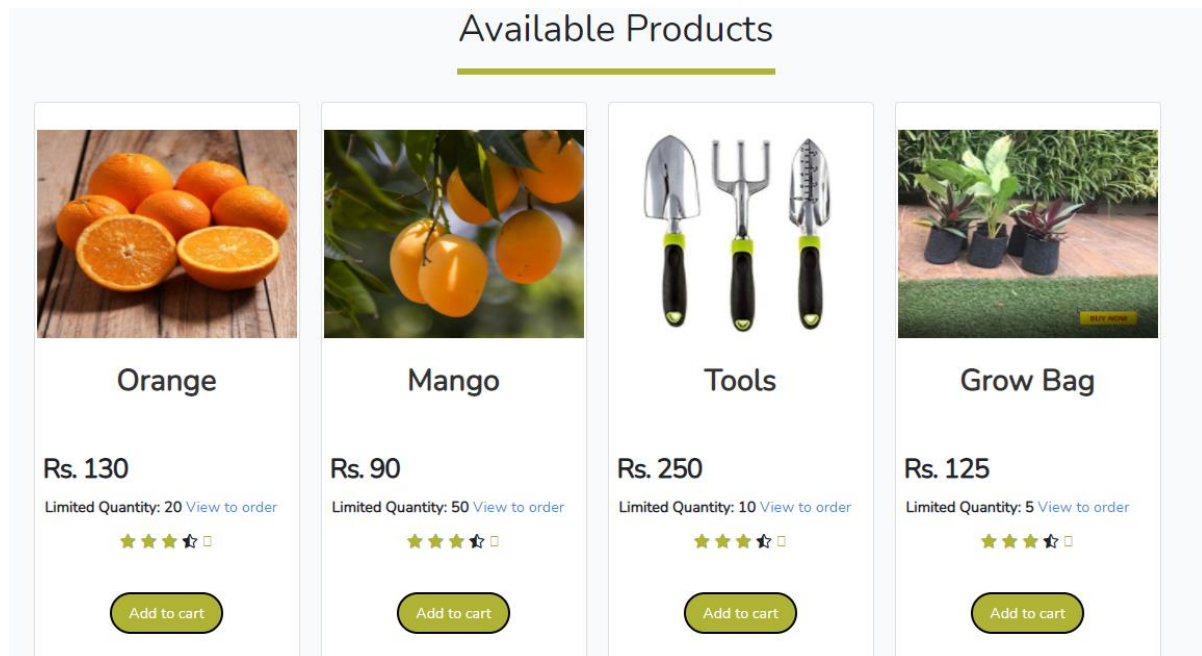 Available Products
Orange
Rs. 130
Limited Quantity: 20 View to order
Add to cart
Mango
Rs. 90
Limited Quantity: 50 View to order
Add to cart
Tools
Rs. 250
Limited Quantity: 10 View to order
Add to cart
BUY NOW
Grow Bag
Rs. 125
Limited Quantity: 5 View to order
Add to cart